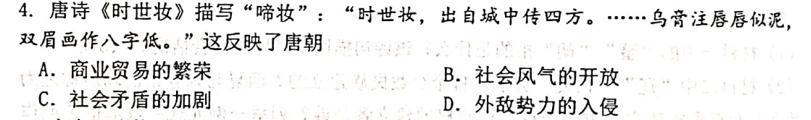 4. 唐诗《时世妆》描写“啼妆”：“时世妆，出自城中传四方。……乌膏注唇唇似泥，
双眉画作八字低。”这反映了唐朝
A. 商业贸易的繁荣 B. 社会风气的开放
C. 社会矛盾的加剧 D. 外敌势力的入侵